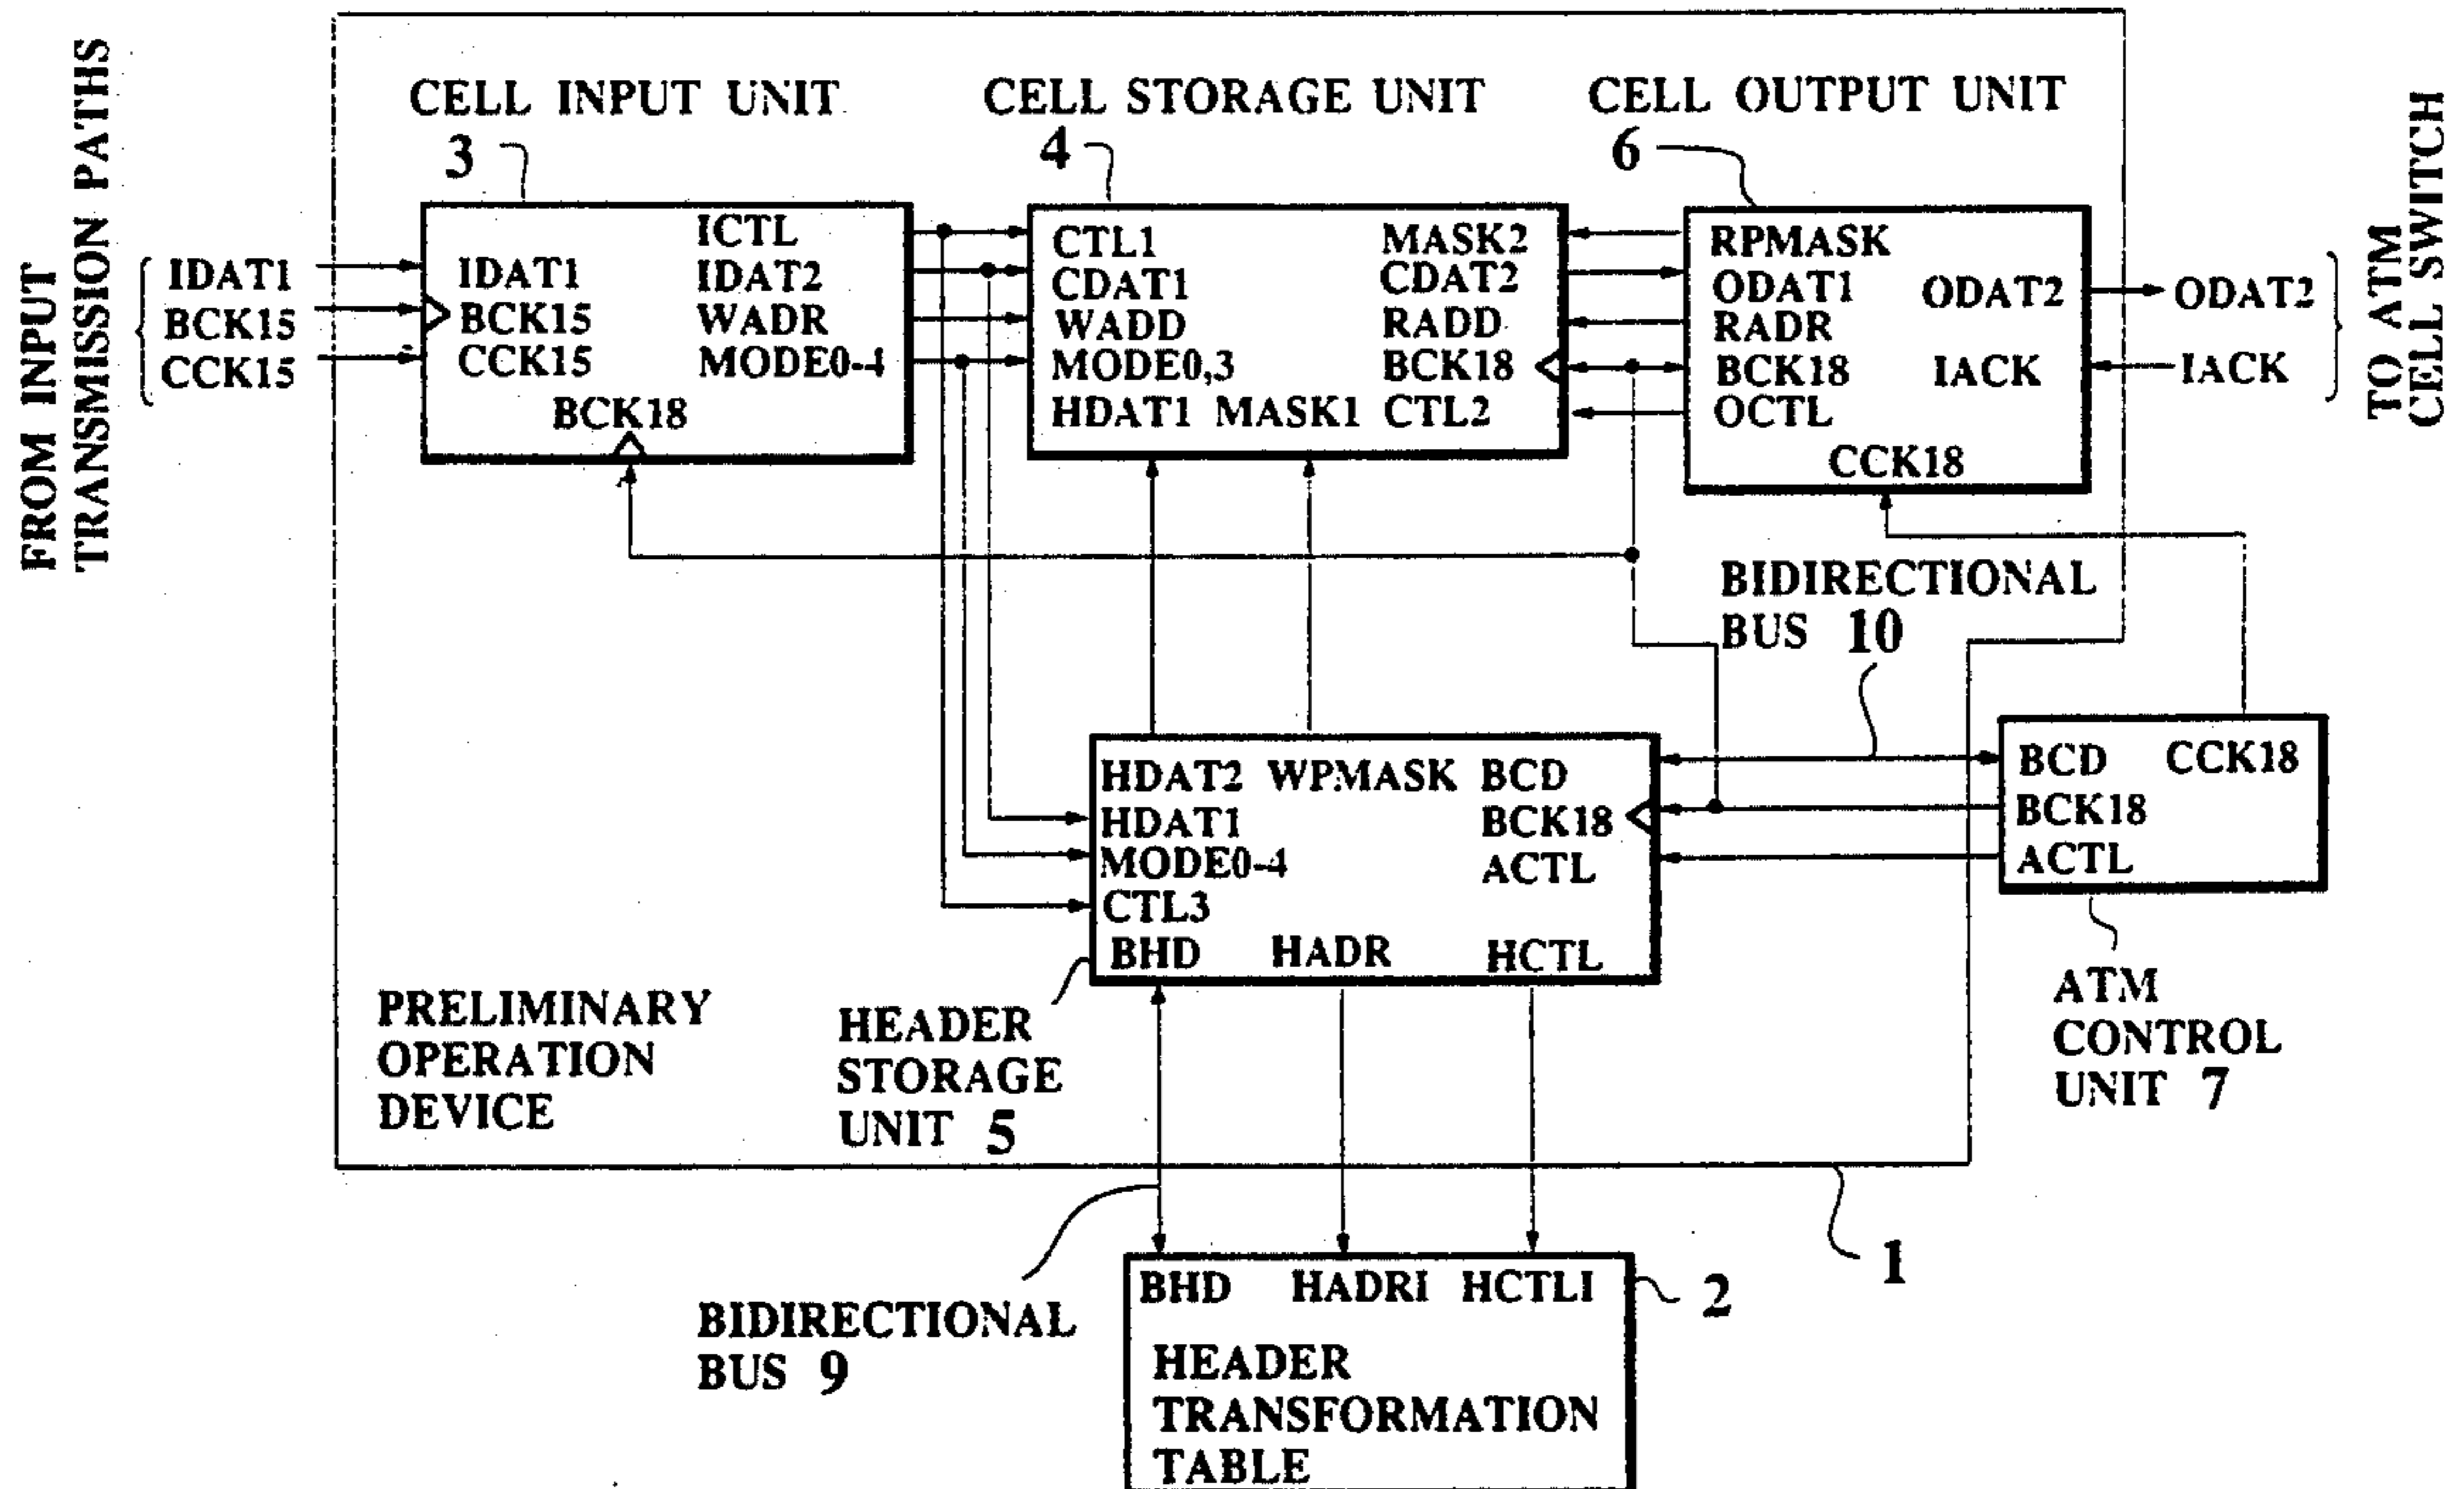 FROM INPUT
TRANSMISSION PATHS
IDAT1
BCK15
CCK15
CELL INPUT UNIT
3
ICTL
IDAT1 IDAT2
BCK15 WADR
CCK15 MODE0-4
BCK18
CELL STORAGE UNIT
4
CTL1 MASK2
CDAT1 CDAT2
WADD RADD
MODE0,3 BCK18
HDAT1 MASK1 CTL2
CELL OUTPUT UNIT
6
RPMASK
ODAT1 ODAT2
RADR
BCK18 IACK
OCTL
CCK18
ODAT2
IACK
TO ATM
CELL SWITCH
BIDIRECTIONAL
BUS 10
HDAT2 WPMASK BCD
HDAT1 BCK18
MODE0-4 ACTL
CTL3
BHD HADR HCTL
BCD CCK18
BCK18
ACTL
ATM
CONTROL
UNIT 7
PRELIMINARY
OPERATION
DEVICE
HEADER
STORAGE
UNIT 5
1
BIDIRECTIONAL
BUS 9
BHD HADRI HCTLI
2
HEADER
TRANSFORMATION
TABLE